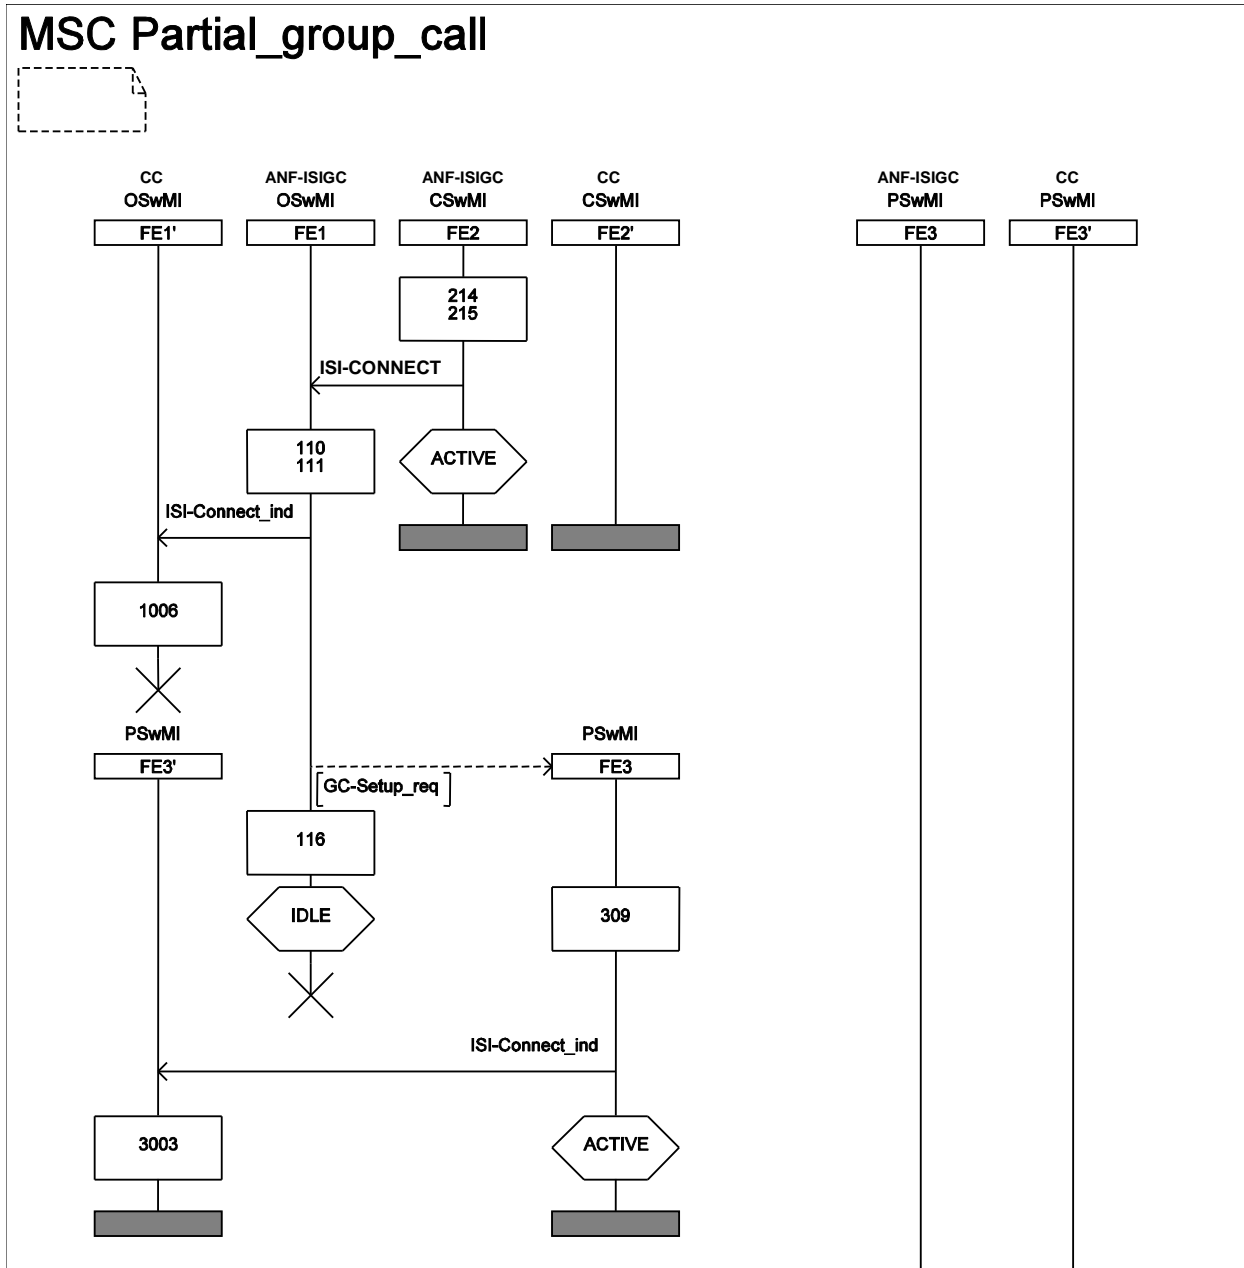 MSC Partial_group_call
CC ANF-ISIGC ANF-ISIGC CC ANF-ISIGC CC
OSwMI OSwMI CSwMI CSwMI PSwMI PSwMI
FE1' FE1 FE2 FE2' FE3 FE3'
214
215
ISI-CONNECT
110
111
ACTIVE
ISI-Connect_ind
1006
PSwMI PSwMI
FE3' FE3
GC-Setup_req
116
IDLE 309
ISI-Connect_ind
3003 ACTIVE